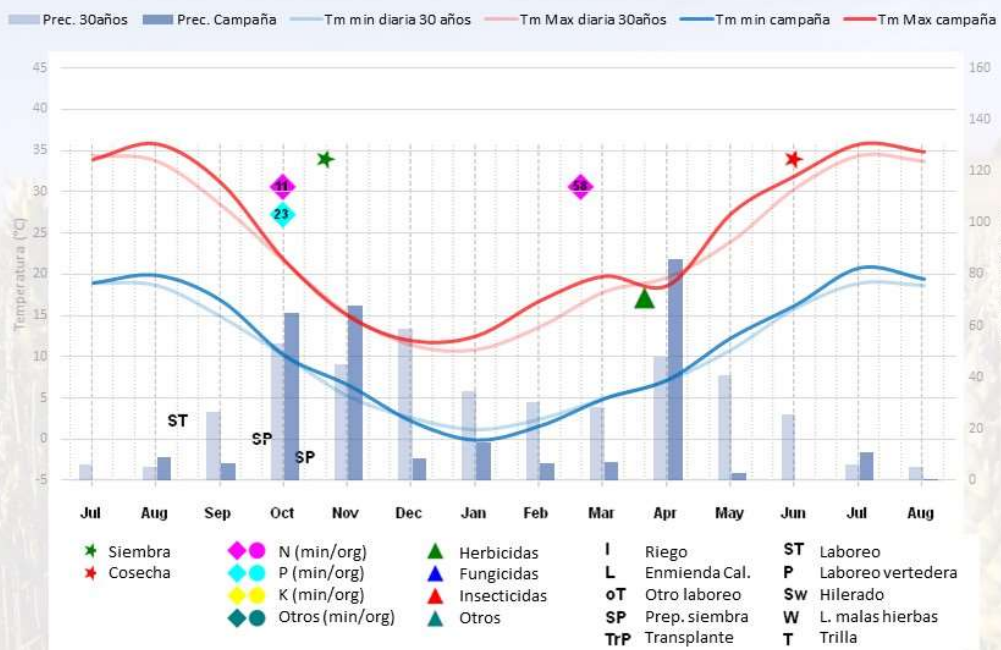 Prec. 30años Prec. Campaña Tm min diaria 30 años Tm Max diaria 30años Tm min campaña Tm Max campaña
45 160
40 140
35 120
30 100
25 80
20 60
15 40
10 20
5 0
0
-5
Temperatura (°C)
11
23
58
ST
SP
SP
Jul Aug Sep Oct Nov Dec Jan Feb Mar Apr May Jun Jul Aug
Siembra N (min/org) Herbicidas I Riego ST Laboreo
Cosecha P (min/org) Fungicidas L Enmienda Cal. P Laboreo vertedera
K (min/org) Insecticidas oT Otro laboreo Sw Hilerado
Otros (min/org) Otros SP Prep. siembra W L. malas hierbas
TrP Transplante T Trilla